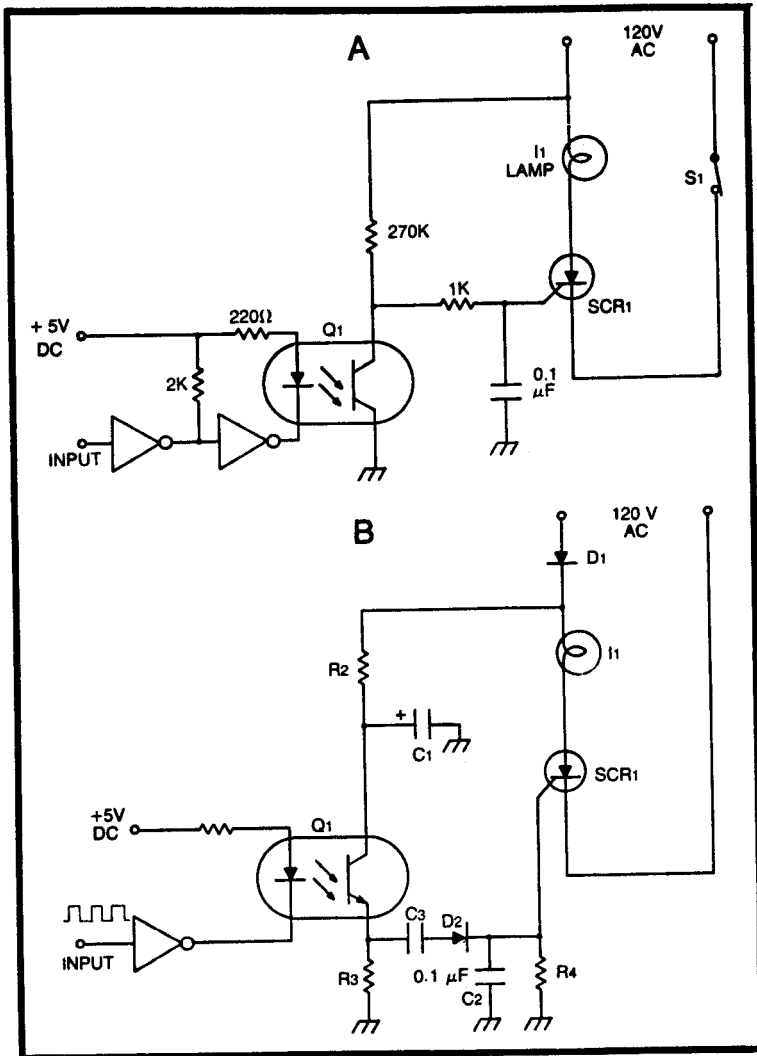 A
120V
AC
I1
LAMP
S1
270K
1K
SCR1
+ 5V
DC
220Ω
Q1
2K
0.1
µF
INPUT
B
120 V
AC
D1
R2
I1
+
C1
SCR1
+5V
DC
Q1
C3
D2
INPUT
R3
0.1 µF
C2
R4